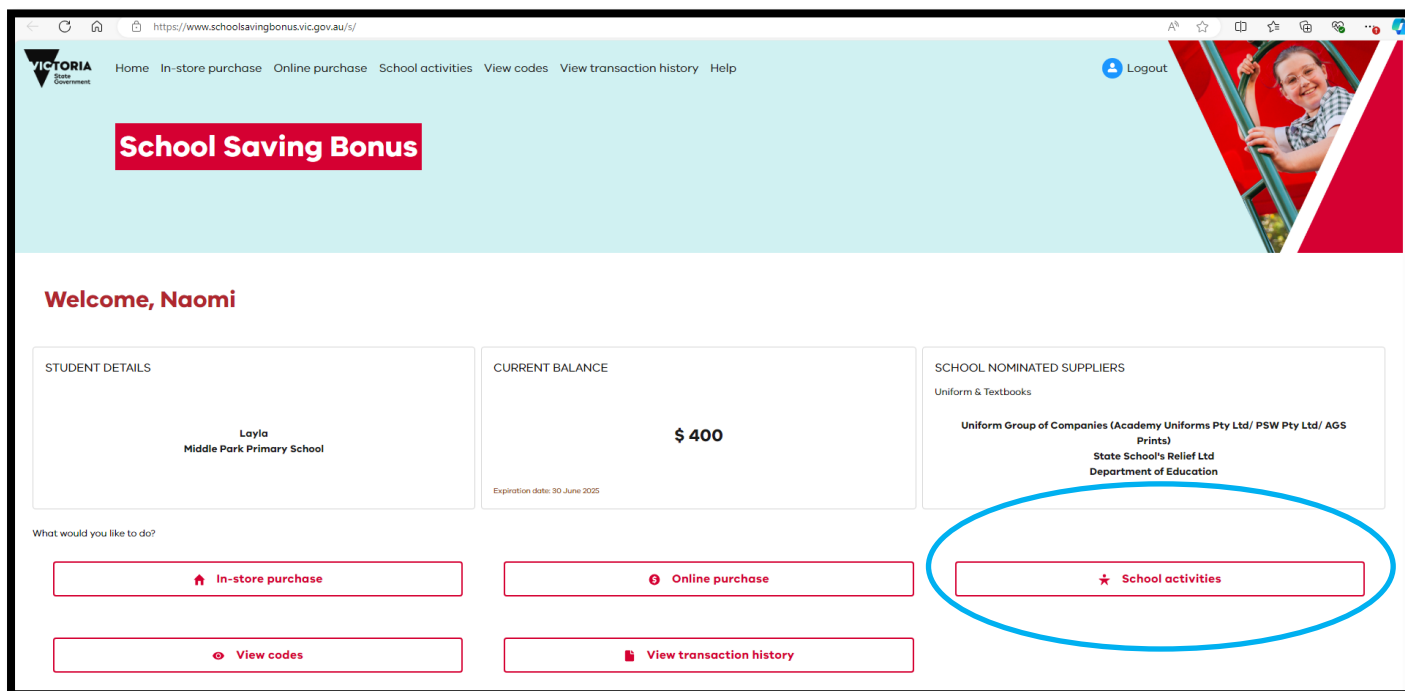 https://www.schoolsavingbonus.vic.gov.au/s/
VICTORIA
State
Government
Home In-store purchase Online purchase School activities View codes View transaction history Help
Logout
School Saving Bonus
Welcome, Naomi
STUDENT DETAILS
Layla
Middle Park Primary School
CURRENT BALANCE
$ 400
Expiration date: 30 June 2025
SCHOOL NOMINATED SUPPLIERS
Uniform & Textbooks
Uniform Group of Companies (Academy Uniforms Pty Ltd/ PSW Pty Ltd/ AGS
Prints)
State School's Relief Ltd
Department of Education
What would you like to do?
In-store purchase
Online purchase
School activities
View codes
View transaction history